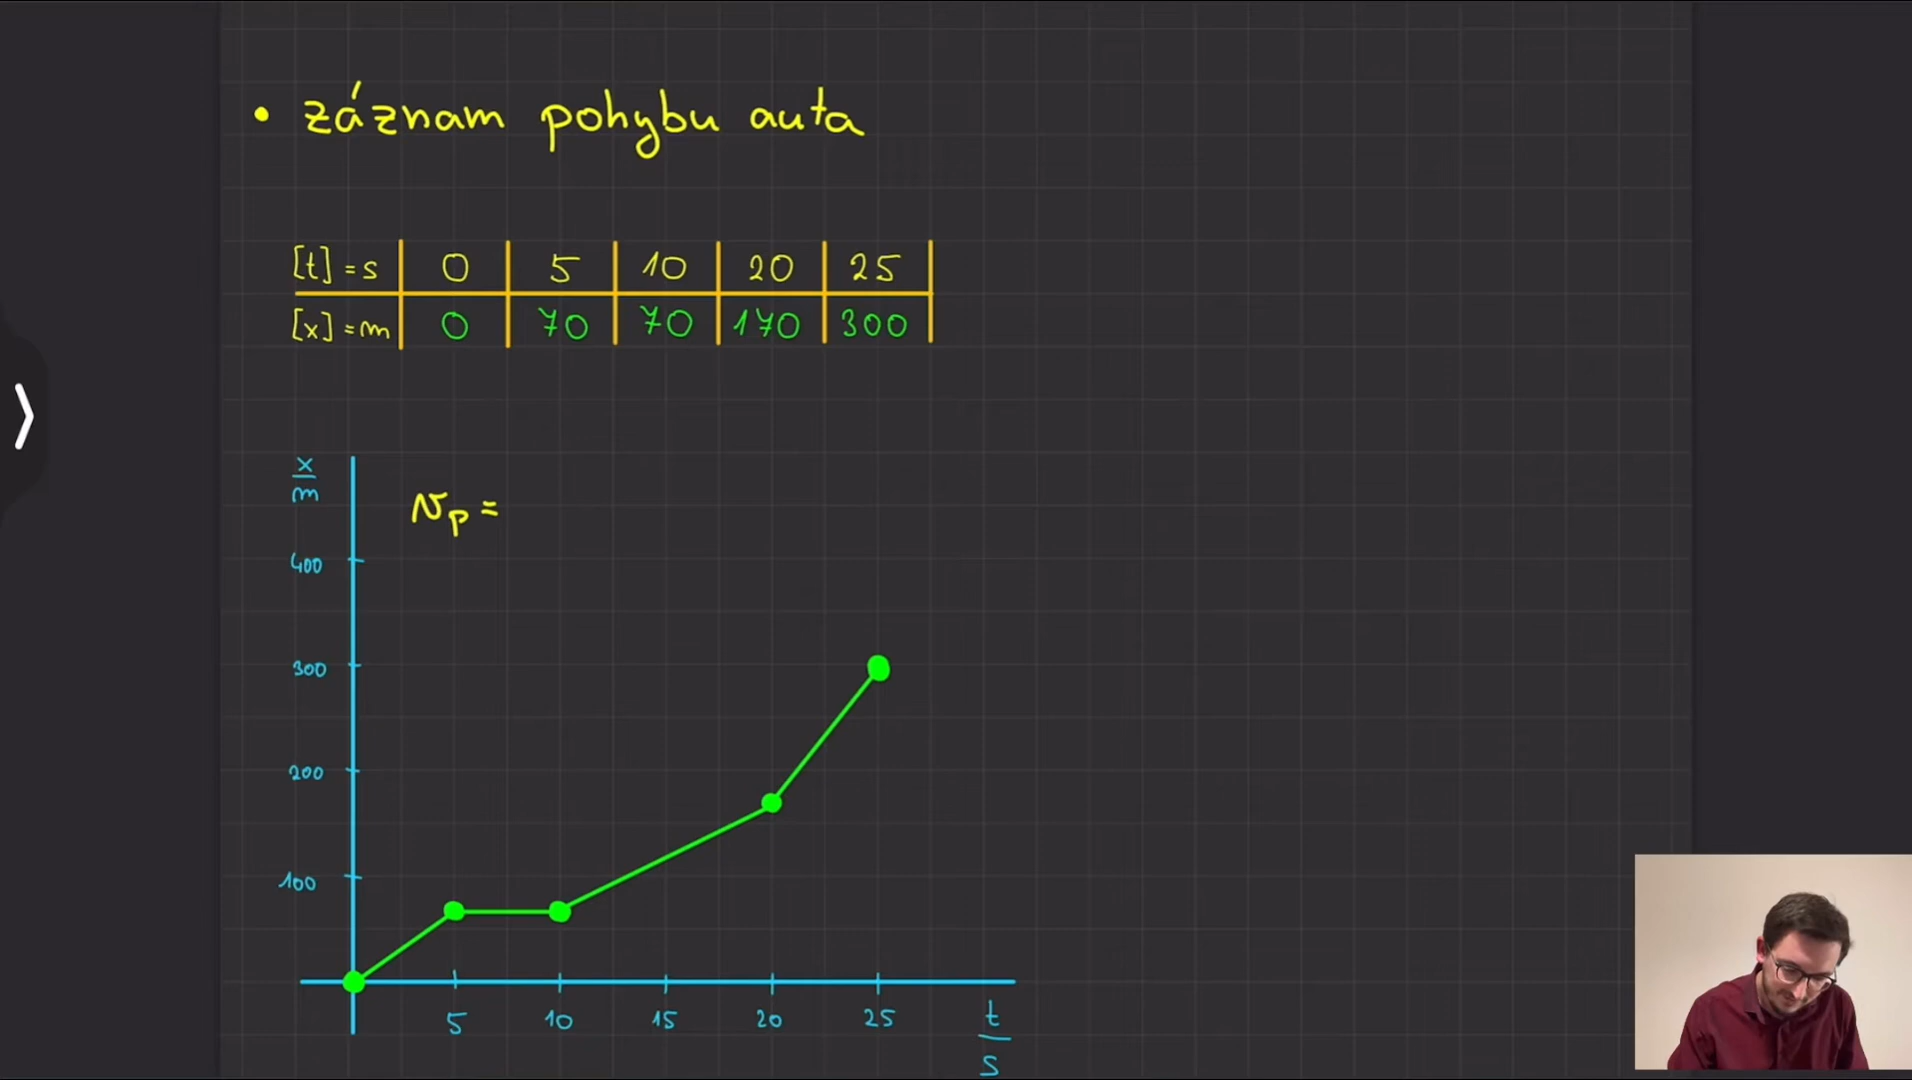 • záznam pohybu auta
[t] = s 0 5 10 20 25
[x] = m 0 70 70 170 300
x
m
v_p =
400
300
200
100
5 10 15 20 25
t
s